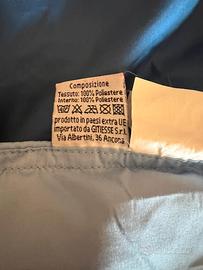 Composizione
Tessuto: 100% Poliestere
Interno: 100% Poliestere
prodotto in paesi extra UE
importato da GITIESSE S.r.l.
Via Albertini, 36 Ancona